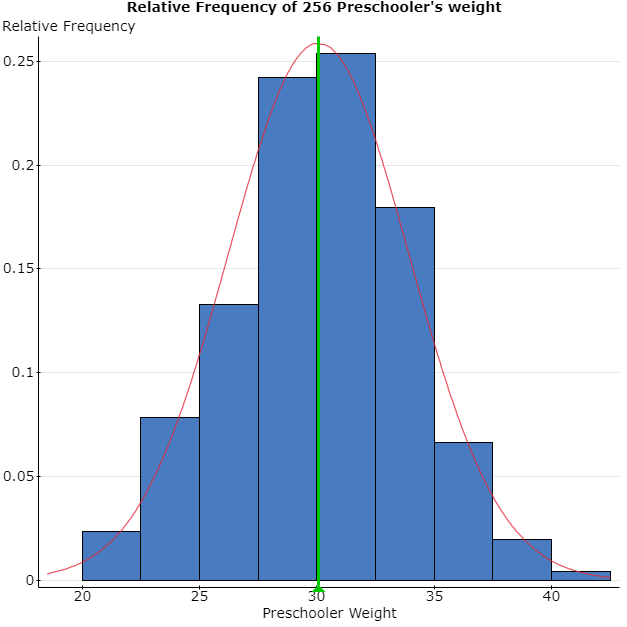 Relative Frequency of 256 Preschooler's weight
Relative Frequency
0.25
0.2
0.15
0.1
0.05
0
20 25 30 35 40
Preschooler Weight